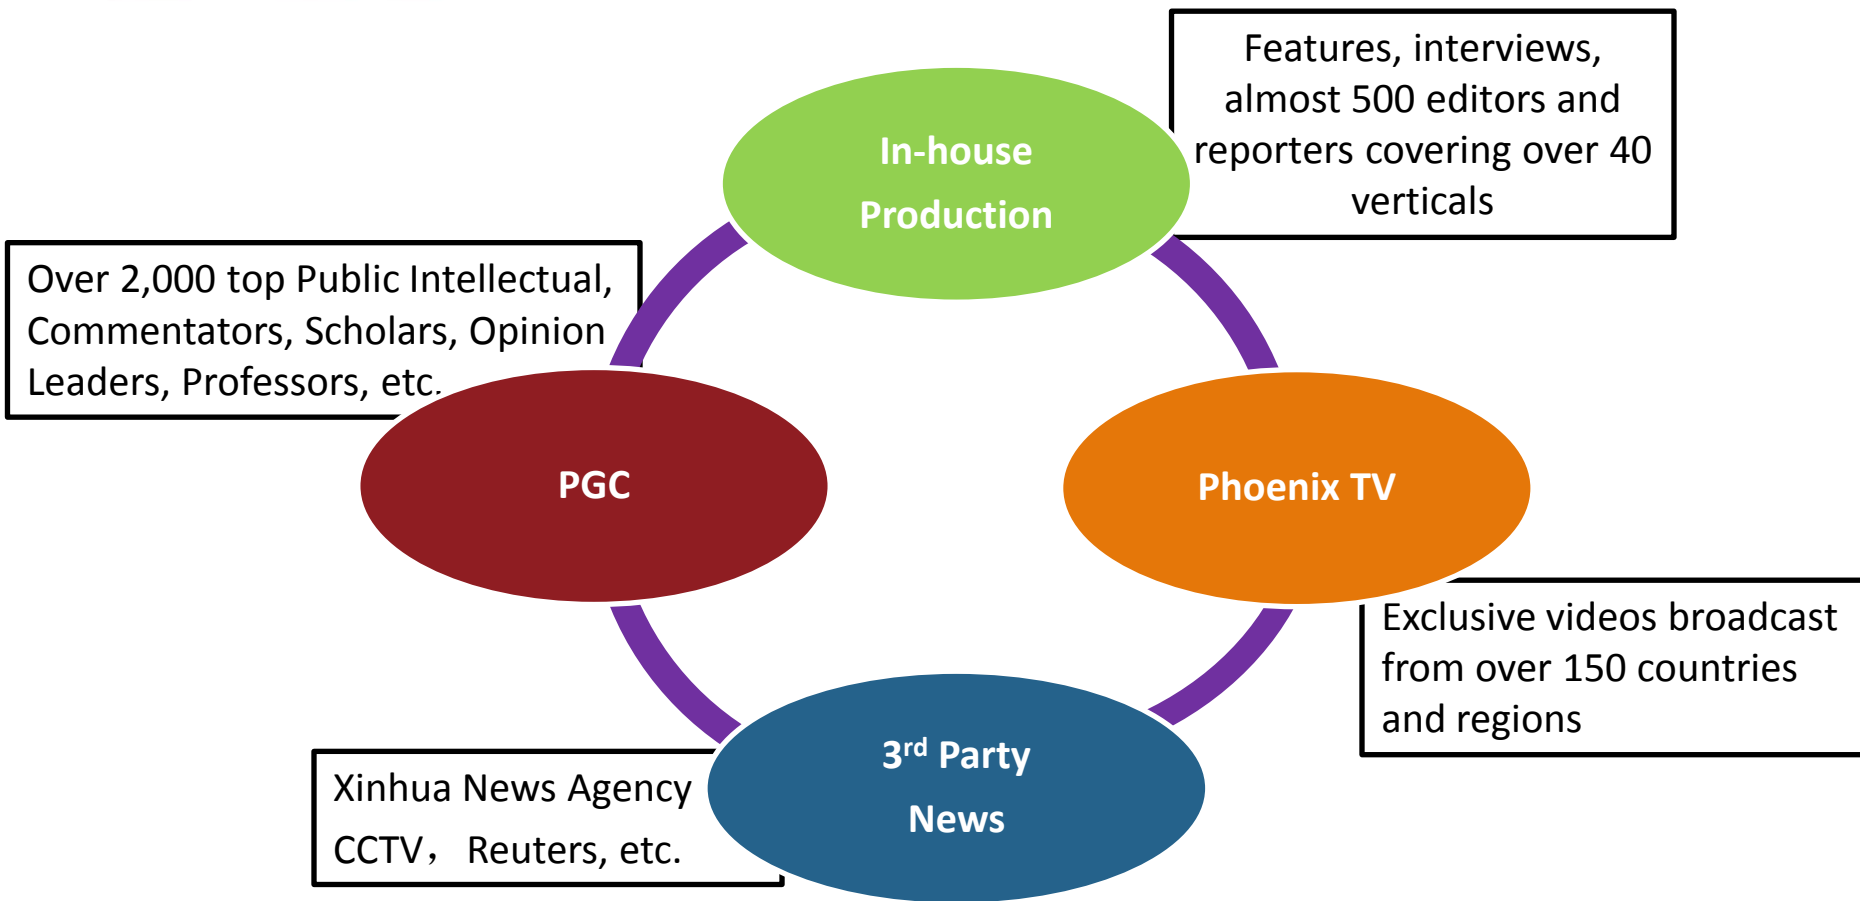 Features, interviews,
almost 500 editors and
reporters covering over 40
verticals
In-house
Production
Over 2,000 top Public Intellectual,
Commentators, Scholars, Opinion
Leaders, Professors, etc.
PGC
Phoenix TV
Exclusive videos broadcast
from over 150 countries
and regions
3rd Party
News
Xinhua News Agency
CCTV， Reuters, etc.